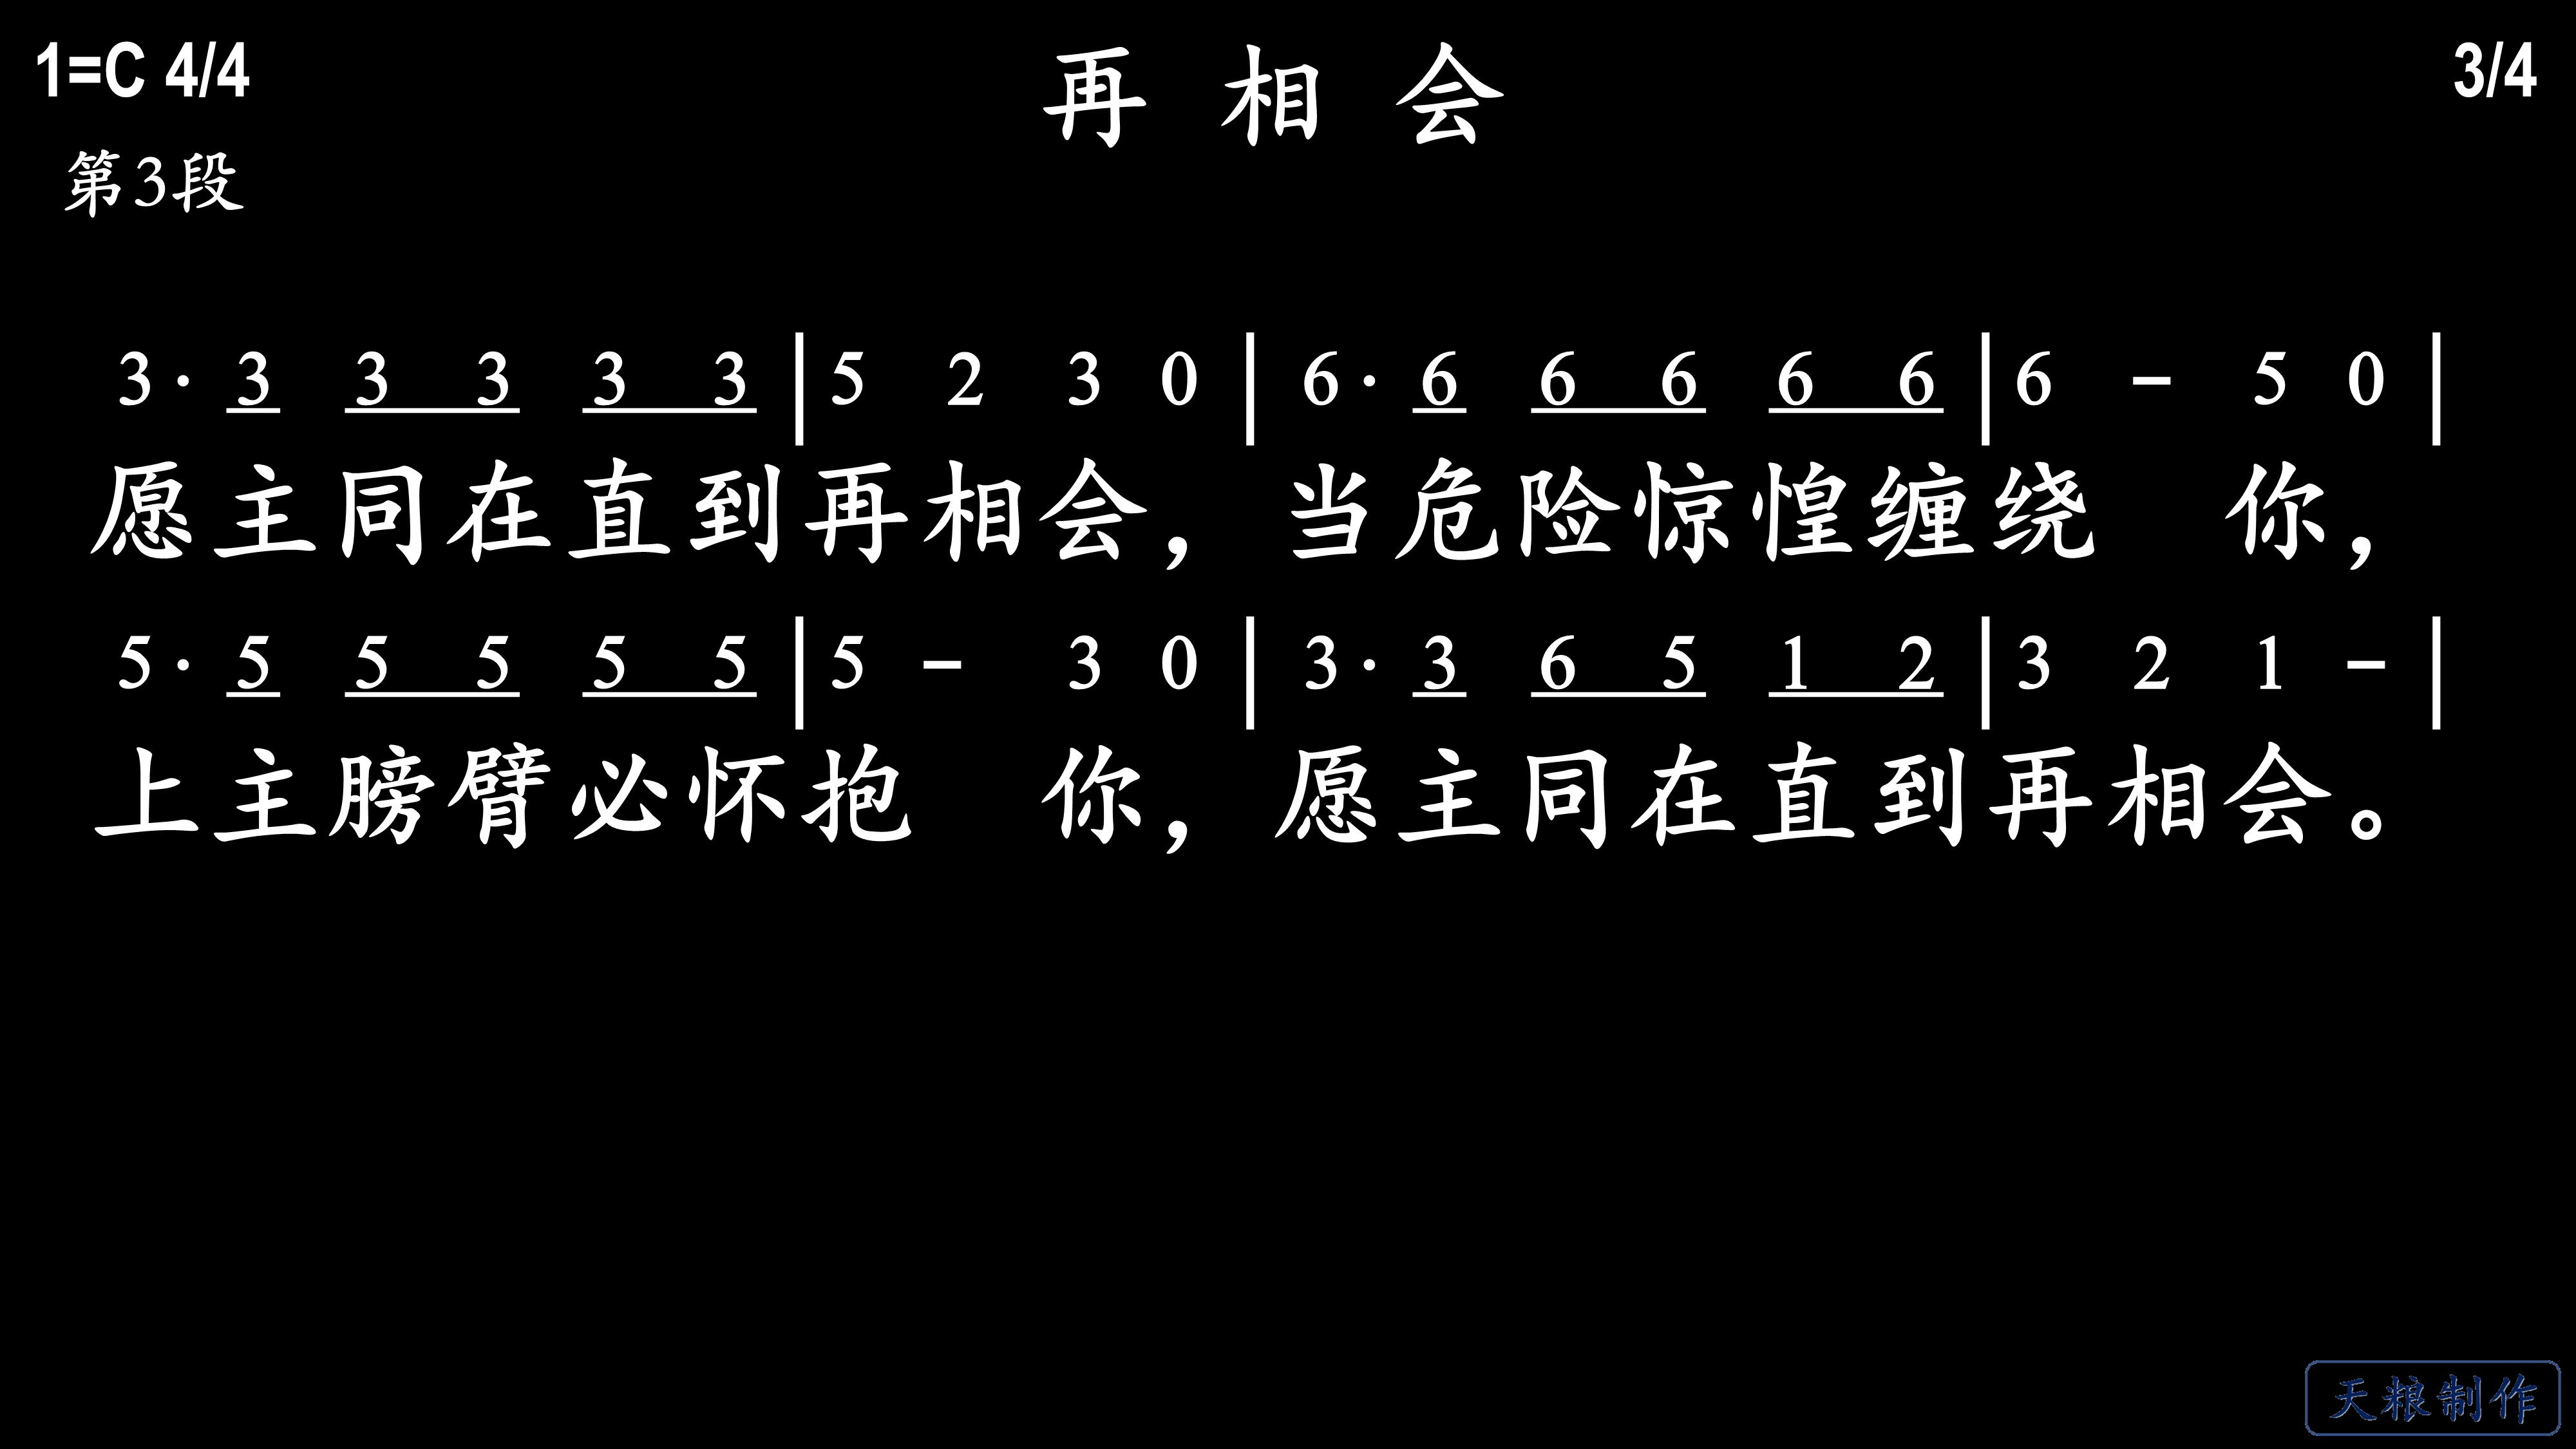 1=C 4/4
再相会
3/4
第3段
3· 3 3 3 3 3 | 5 2 3 0 | 6· 6 6 6 6 6 | 6 – 5 0 |
愿主同在直到再相会，当危险惊惶缠绕 你，
5· 5 5 5 5 5 | 5 – 3 0 | 3· 3 6 5 1 2 | 3 2 1 – |
上主膀臂必怀抱 你，愿主同在直到再相会。
天粮制作